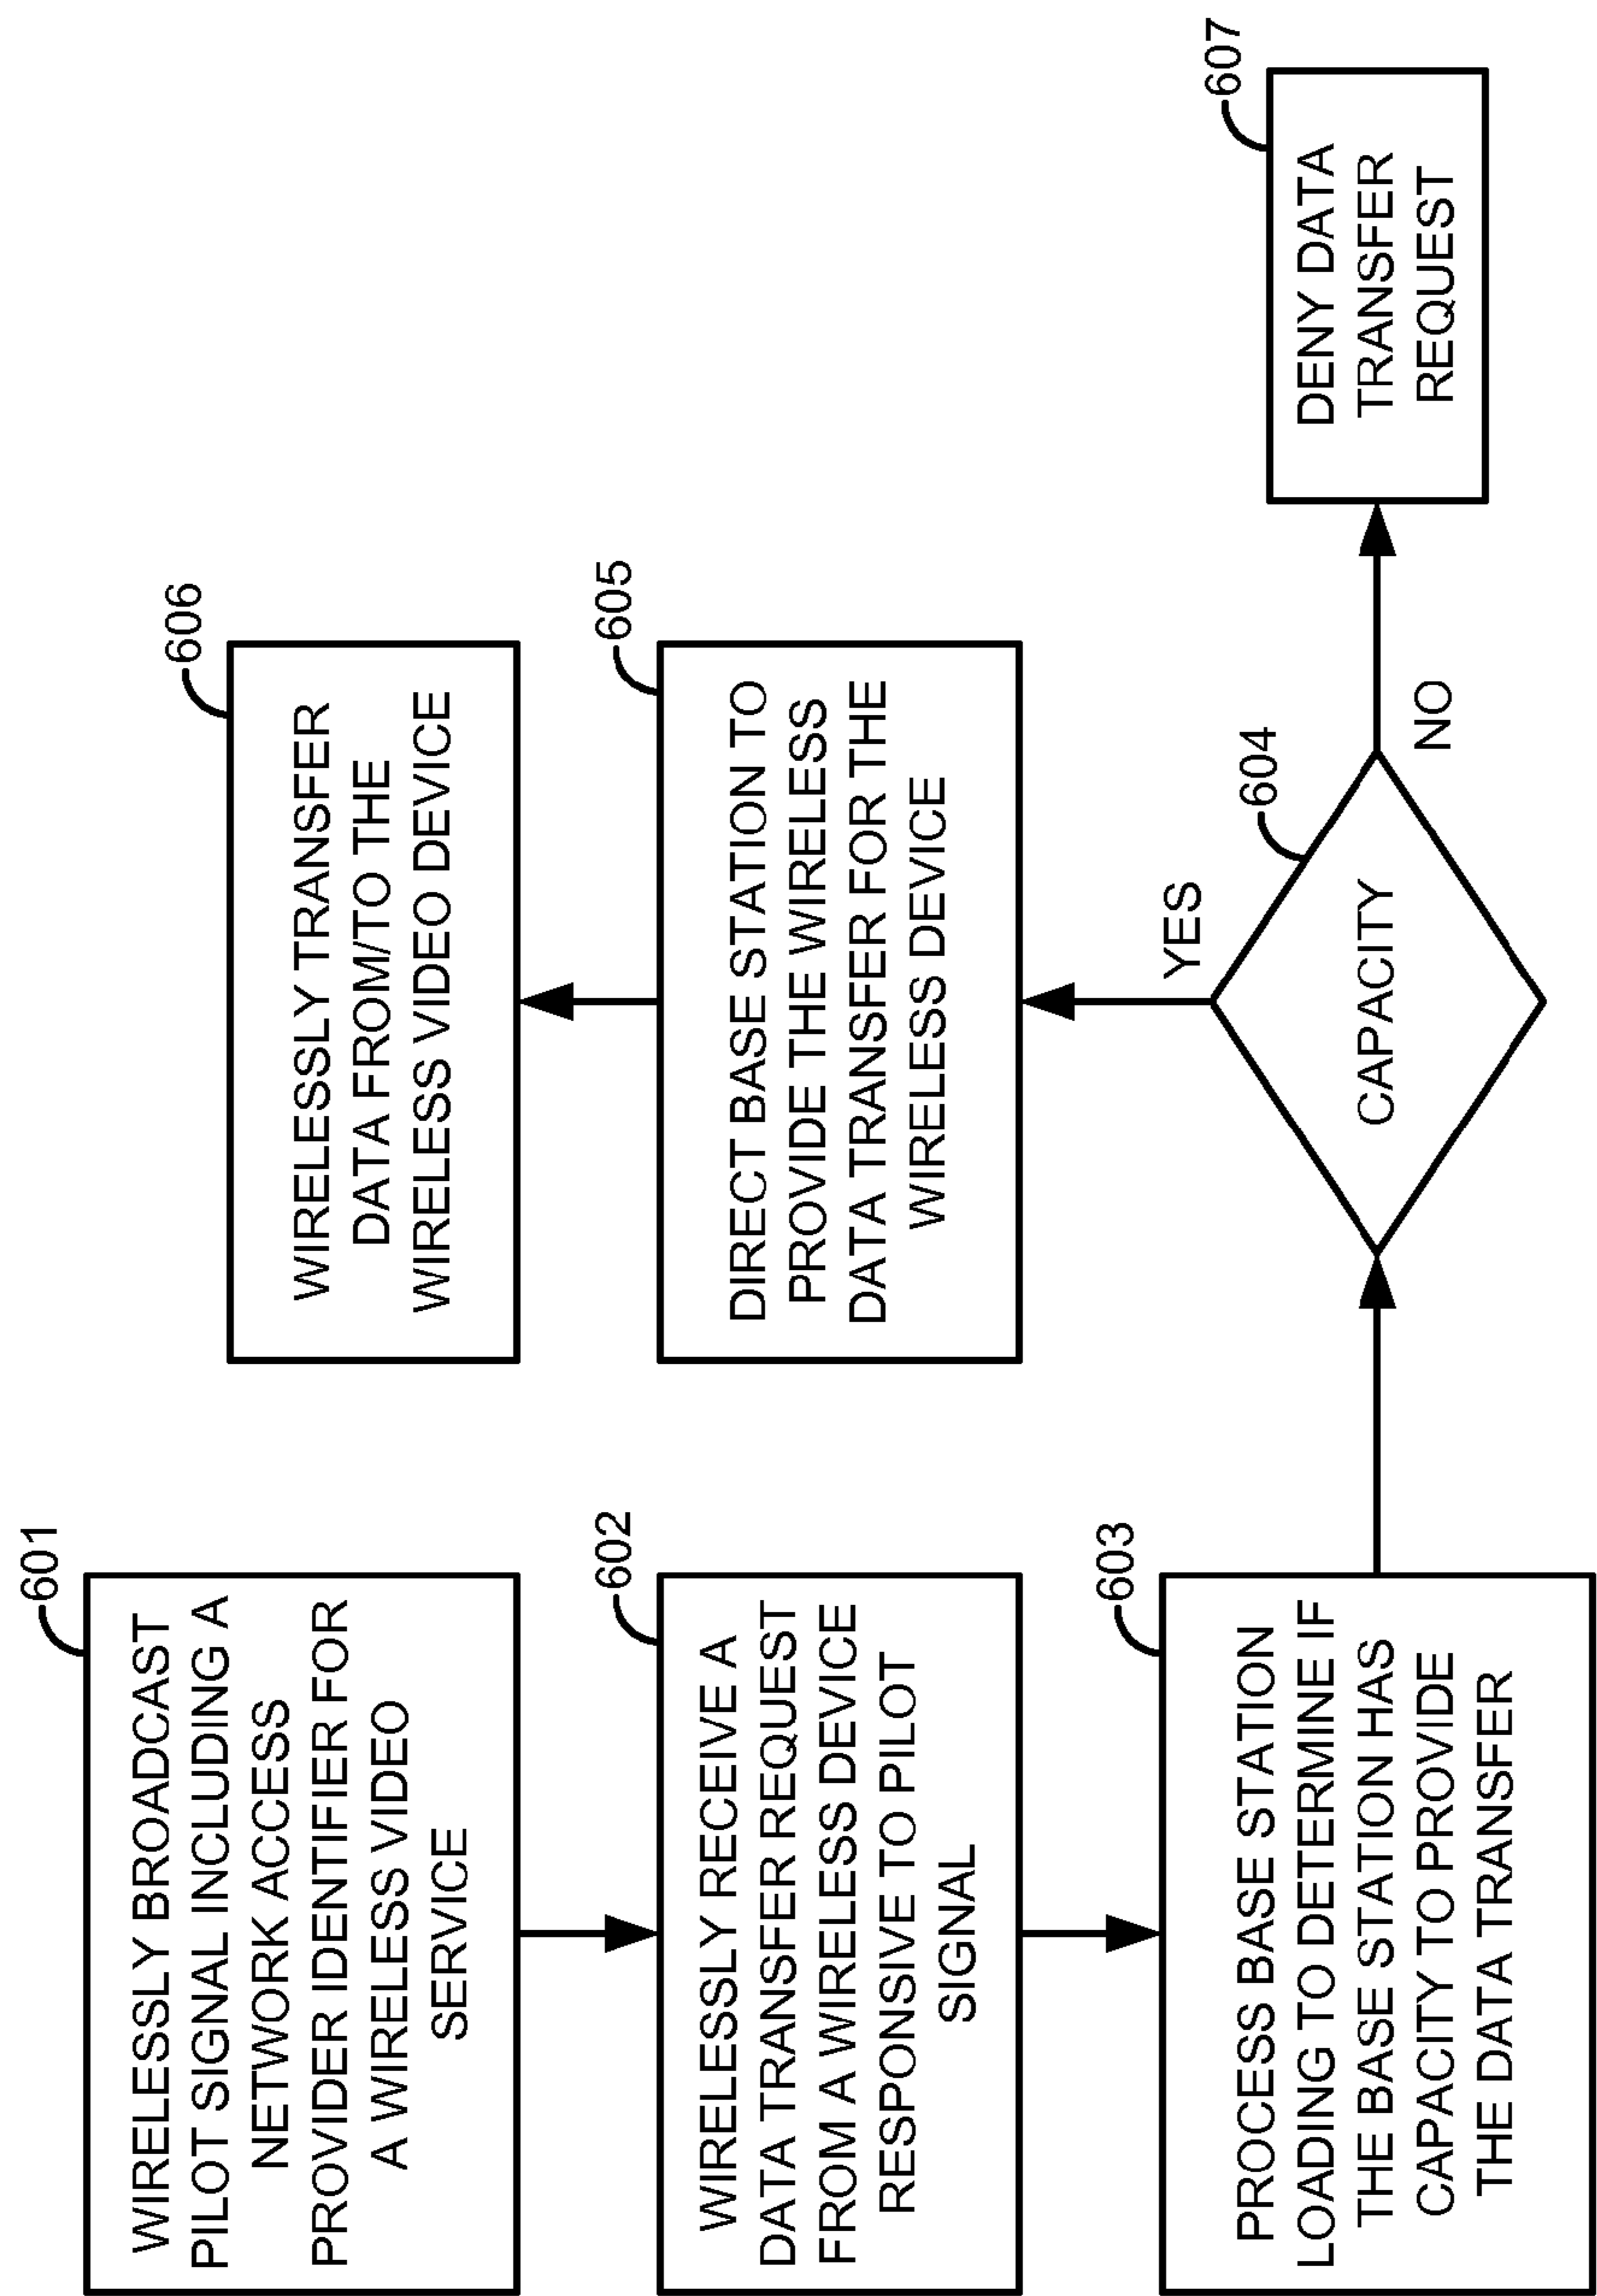 601
WIRELESSLY BROADCAST
PILOT SIGNAL INCLUDING A
NETWORK ACCESS
PROVIDER IDENTIFIER FOR
A WIRELESS VIDEO
SERVICE
602
WIRELESSLY RECEIVE A
DATA TRANSFER REQUEST
FROM A WIRELESS DEVICE
RESPONSIVE TO PILOT
SIGNAL
603
PROCESS BASE STATION
LOADING TO DETERMINE IF
THE BASE STATION HAS
CAPACITY TO PROVIDE
THE DATA TRANSFER
604
CAPACITY
YES
NO
605
DIRECT BASE STATION TO
PROVIDE THE WIRELESS
DATA TRANSFER FOR THE
WIRELESS DEVICE
606
WIRELESSLY TRANSFER
DATA FROM/TO THE
WIRELESS VIDEO DEVICE
607
DENY DATA
TRANSFER
REQUEST